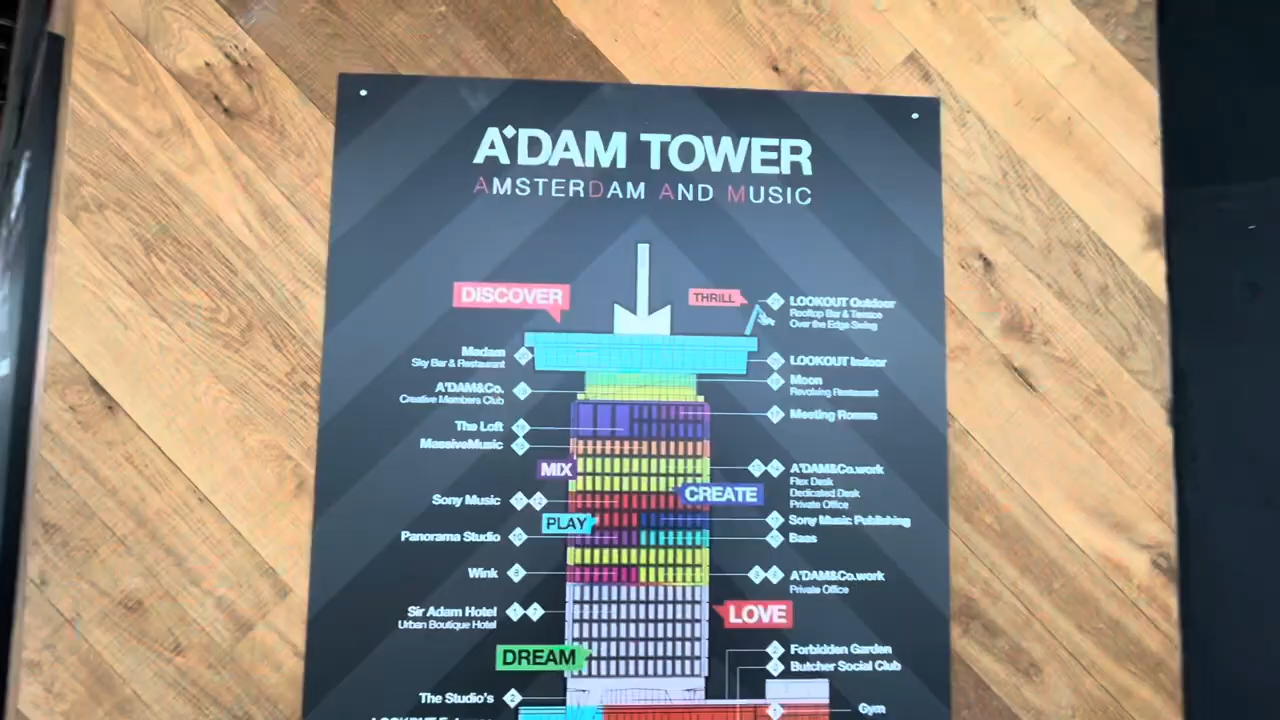 A'DAM TOWER
AMSTERDAM AND MUSIC
DISCOVER
THRILL
LOOKOUT Outdoor
Rooftop Bar & Terrace
Over the Edge Swing
Madam
Sky Bar & Restaurant
LOOKOUT Indoor
Moon
Revolving Restaurant
A'DAM&Co.
Creative Members Club
Meeting Rooms
The Loft
MassiveMusic
MIX
A'DAM&Co.work
Flex Desk
Dedicated Desk
Private Office
CREATE
Sony Music
PLAY
Sony Music Publishing
Panorama Studio
Baas
Wink
A'DAM&Co.work
Private Office
Sir Adam Hotel
Urban Boutique Hotel
LOVE
DREAM
Forbidden Garden
Butcher Social Club
The Studio's
2
Gym